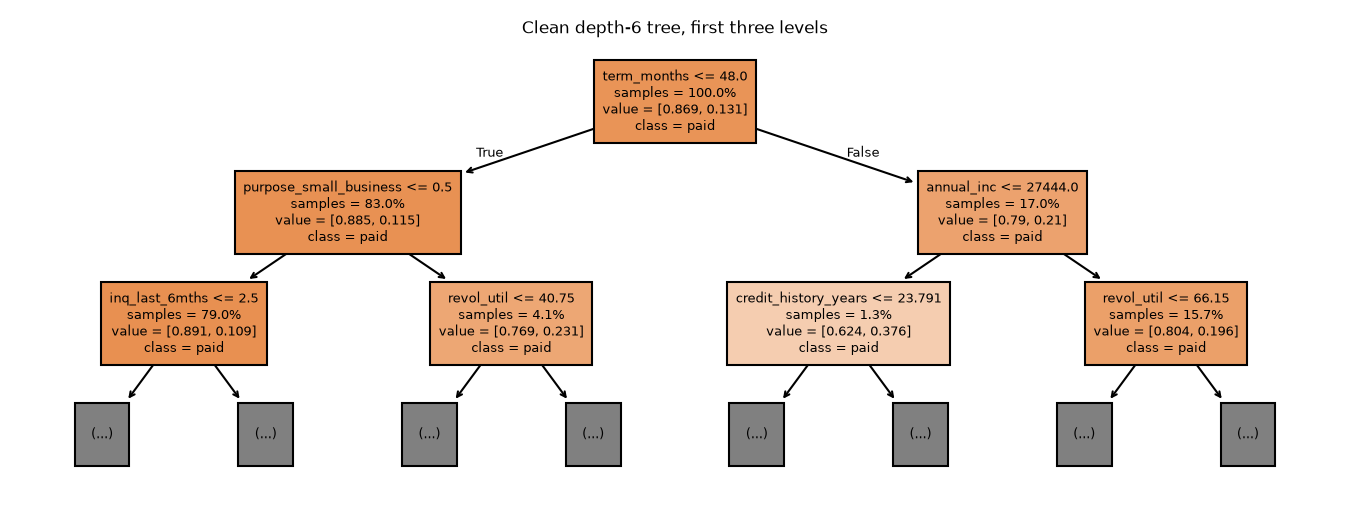 Clean depth-6 tree, first three levels
term_months <= 48.0
samples = 100.0%
value = [0.869, 0.131]
class = paid
True
False
purpose_small_business <= 0.5
samples = 83.0%
value = [0.885, 0.115]
class = paid
annual_inc <= 27444.0
samples = 17.0%
value = [0.79, 0.21]
class = paid
inq_last_6mths <= 2.5
samples = 79.0%
value = [0.891, 0.109]
class = paid
revol_util <= 40.75
samples = 4.1%
value = [0.769, 0.231]
class = paid
credit_history_years <= 23.791
samples = 1.3%
value = [0.624, 0.376]
class = paid
revol_util <= 66.15
samples = 15.7%
value = [0.804, 0.196]
class = paid
(...)
(...)
(...)
(...)
(...)
(...)
(...)
(...)